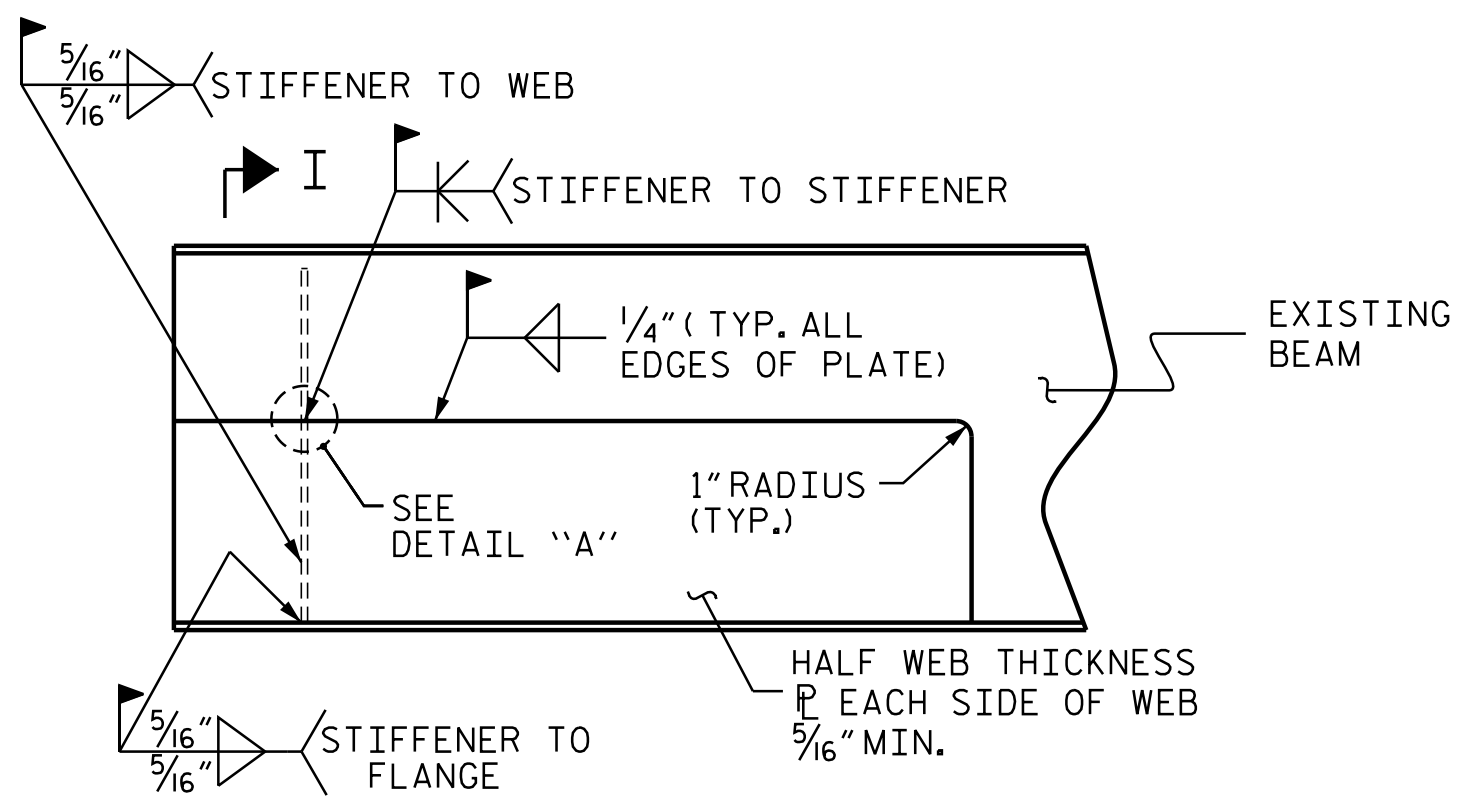 5/16"
5/16"
STIFFENER TO WEB
I
STIFFENER TO STIFFENER
1/4" (TYP. ALL
EDGES OF PLATE)
EXISTING
BEAM
1" RADIUS
(TYP.)
SEE
DETAIL "A"
HALF WEB THICKNESS
℄ EACH SIDE OF WEB
5/16" MIN.
5/16"
5/16"
STIFFENER TO
FLANGE